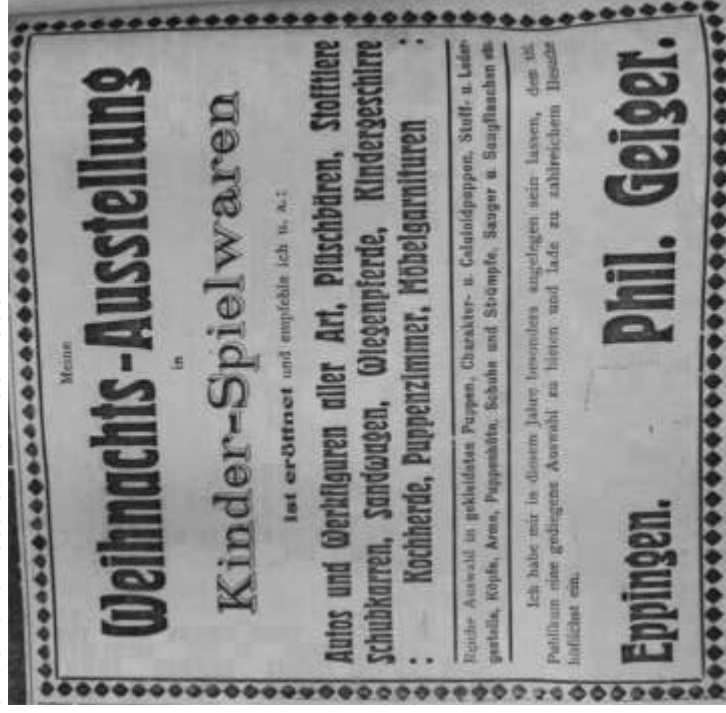 Meine
Weihnachts-Ausstellung
in
Kinder-Spielwaren
ist eröffnet und empfehle ich u. a.:
Autos und Werkfiguren aller Art, Plüschbären, Stofftiere
Schubkarren, Sandwagen, Wiegenpferde, Kindergeschirre
: Kochherde, Puppenzimmer, Möbelgarnituren :
Reiche Auswahl in gekleideten Puppen, Charakter- u. Celuloidpuppen, Stoff- u. Leder-
gestelle, Köpfe, Arme, Puppenhüte, Schuhe und Strümpfe, Sauger u. Saugflaschen etc.
Ich habe mir in diesem Jahre besonders angelegen sein lassen, dem tit.
Publikum eine gediegene Auswahl zu bieten und lade zu zahlreichem Besuche
höflichst ein.
Eppingen. Phil. Geiger.